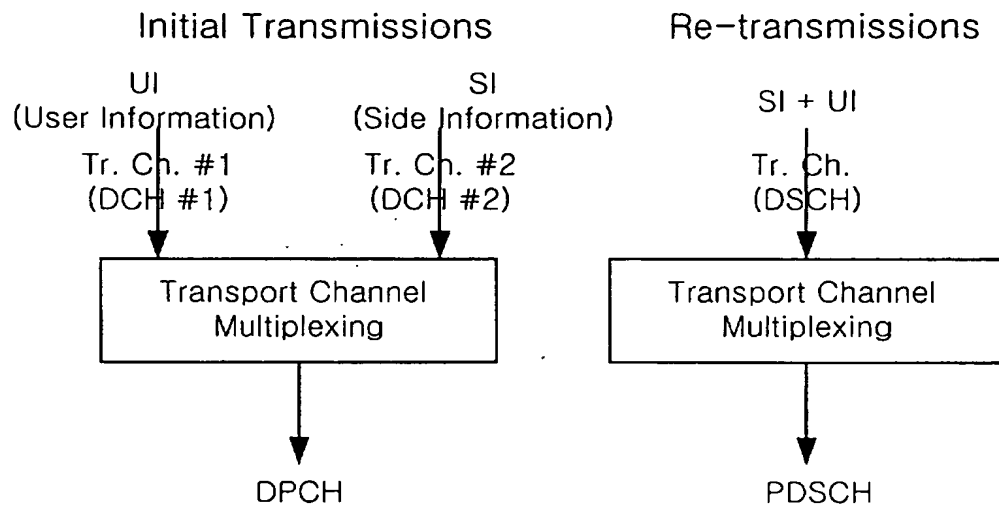 Initial Transmissions
UI
(User Information)
Tr. Ch. #1
(DCH #1)
SI
(Side Information)
Tr. Ch. #2
(DCH #2)
Transport Channel
Multiplexing
DPCH
Re-transmissions
SI + UI
Tr. Ch.
(DSCH)
Transport Channel
Multiplexing
PDSCH